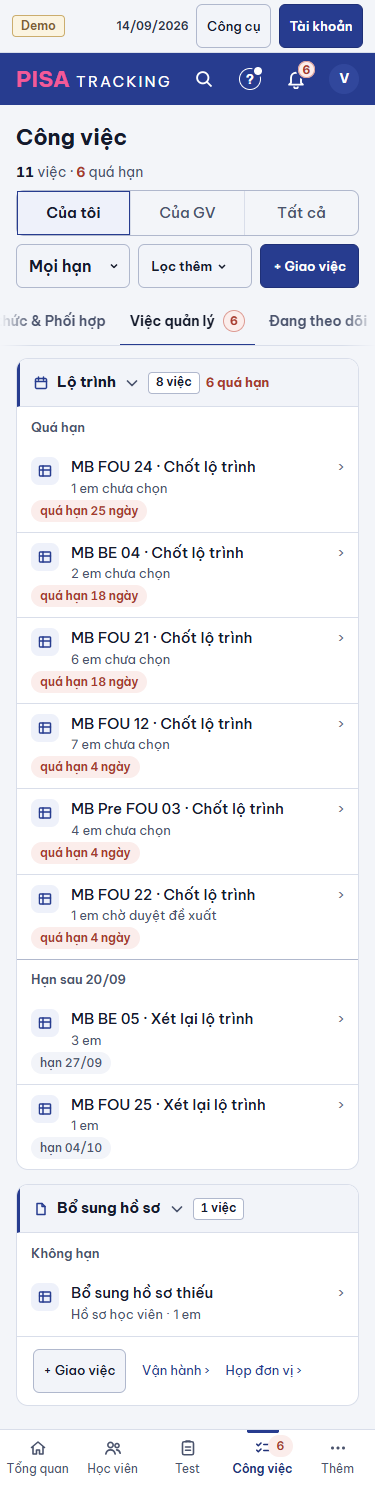 Demo 14/09/2026 Công cụ Tài khoản
PISA TRACKING ? 6 V
Công việc
11 việc · 6 quá hạn
Của tôi Của GV Tất cả
Mọi hạn Lọc thêm + Giao việc
hức & Phối hợp Việc quản lý 6 Đang theo dõi
Lộ trình 8 việc 6 quá hạn
Quá hạn
MB FOU 24 · Chốt lộ trình
1 em chưa chọn
quá hạn 25 ngày
MB BE 04 · Chốt lộ trình
2 em chưa chọn
quá hạn 18 ngày
MB FOU 21 · Chốt lộ trình
6 em chưa chọn
quá hạn 18 ngày
MB FOU 12 · Chốt lộ trình
7 em chưa chọn
quá hạn 4 ngày
MB Pre FOU 03 · Chốt lộ trình
4 em chưa chọn
quá hạn 4 ngày
MB FOU 22 · Chốt lộ trình
1 em chờ duyệt đề xuất
quá hạn 4 ngày
Hạn sau 20/09
MB BE 05 · Xét lại lộ trình
3 em
hạn 27/09
MB FOU 25 · Xét lại lộ trình
1 em
hạn 04/10
Bổ sung hồ sơ 1 việc
Không hạn
Bổ sung hồ sơ thiếu
Hồ sơ học viên · 1 em
+ Giao việc Vận hành › Họp đơn vị ›
6
Tổng quan Học viên Test Công việc Thêm